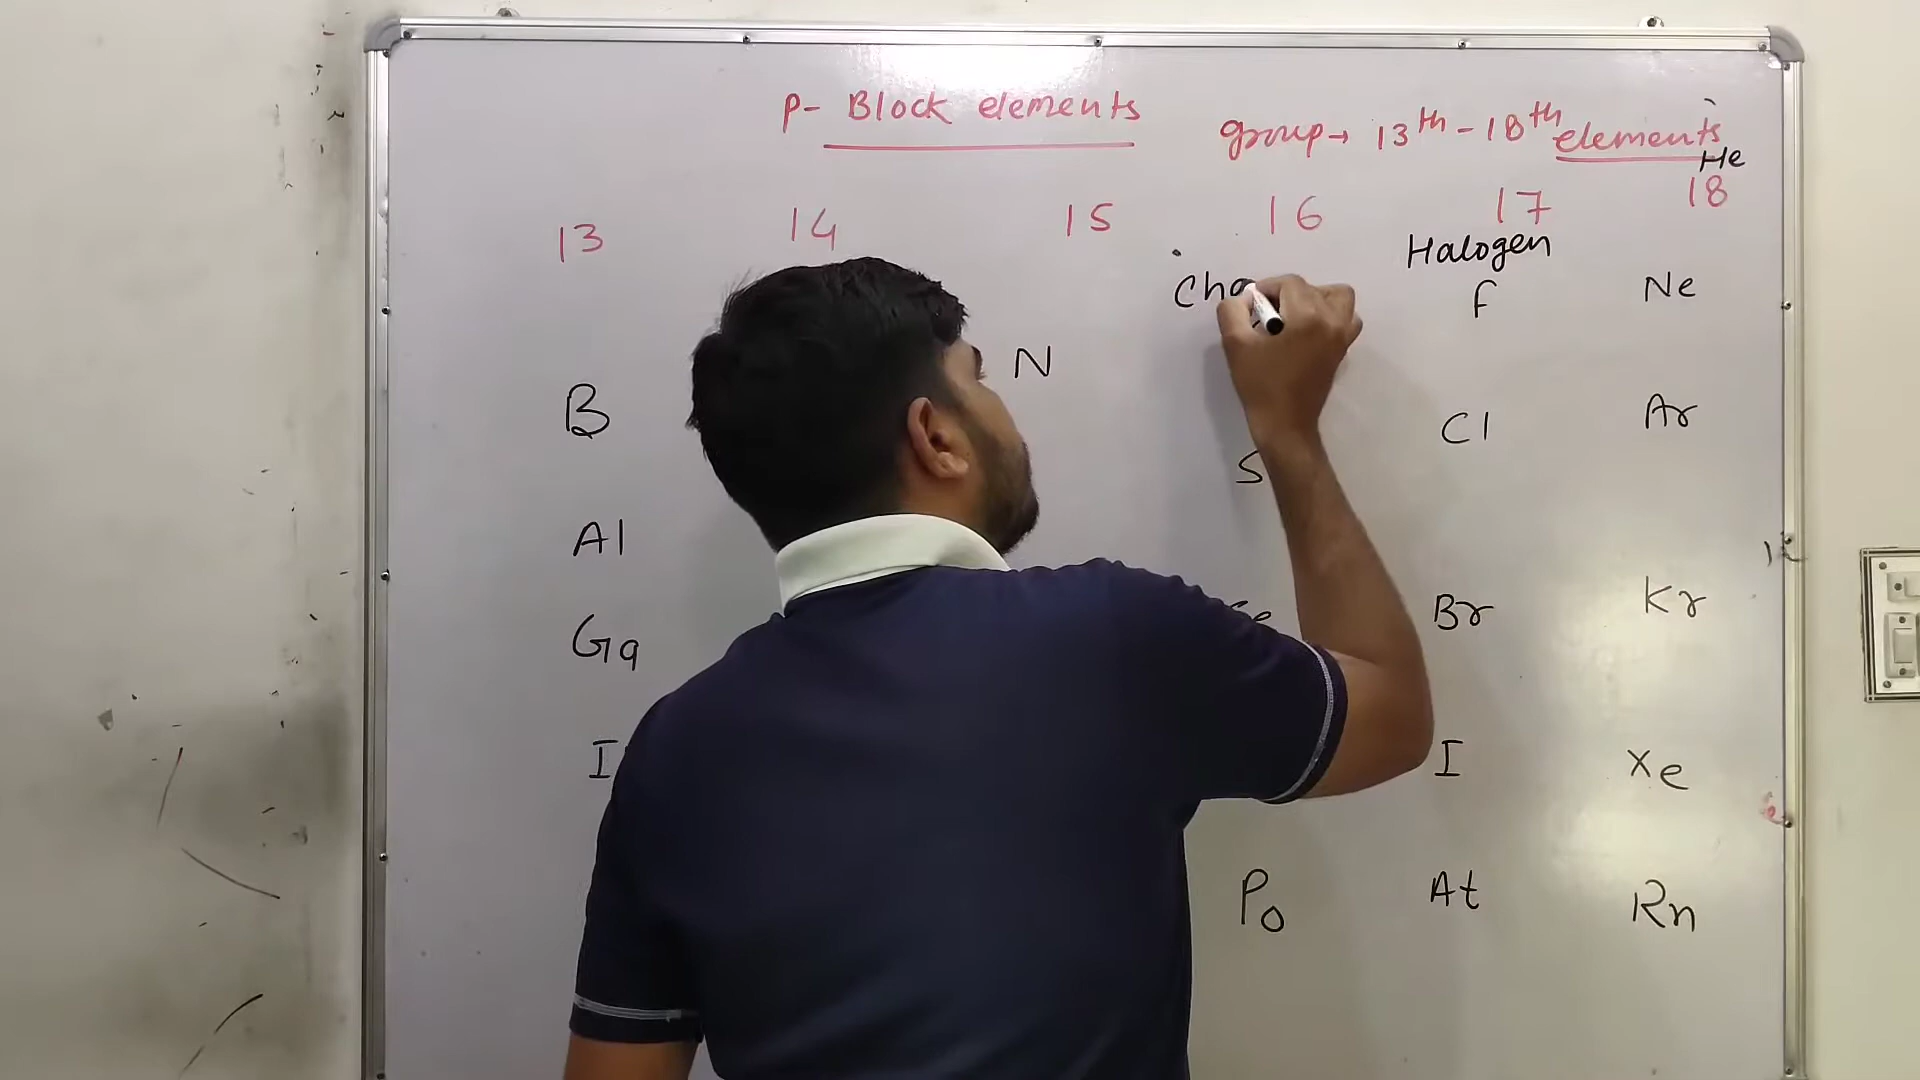 P- Block elements
group→ 13th - 18th elements
He
13 14 15 16 17 18
Halogen
Cha
F Ne
N
B Cl Ar
S
Al
Ga Br Kr
I I Xe
Po At Rn